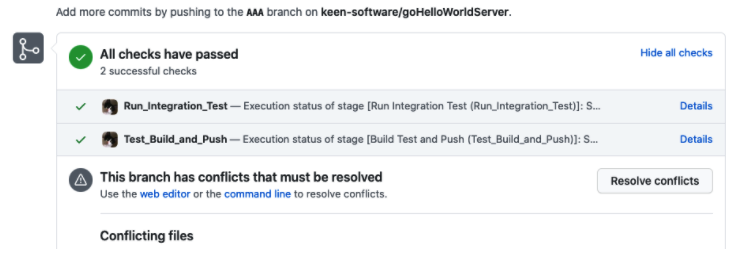 Add more commits by pushing to the AAA branch on keen-software/goHelloWorldServer.
All checks have passed
Hide all checks
2 successful checks
Run_Integration_Test — Execution status of stage [Run Integration Test (Run_Integration_Test)]: S...
Details
Test_Build_and_Push — Execution status of stage [Build Test and Push (Test_Build_and_Push)]: S...
Details
This branch has conflicts that must be resolved
Resolve conflicts
Use the web editor or the command line to resolve conflicts.
Conflicting files